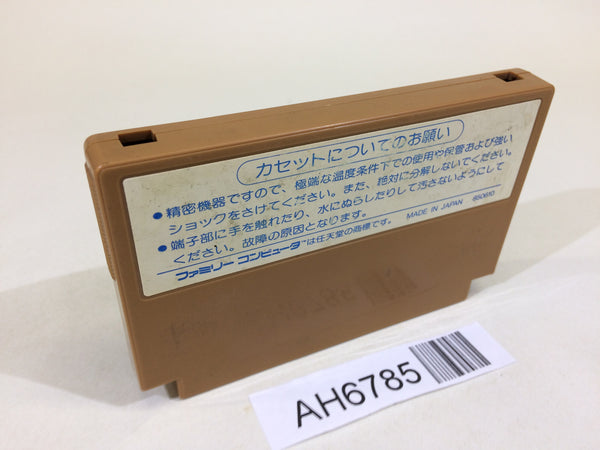 カセットについてのお願い
●精密機器ですので、極端な温度条件下での使用や保管および強い
ショックをさけてください。また、絶対に分解しないでください。
●端子部に手を触れたり、水にぬらしたりして汚さないようにして
ください。故障の原因となります。 MADE IN JAPAN 850610
ファミリー コンピュータ™は任天堂の商標です。
AH6785